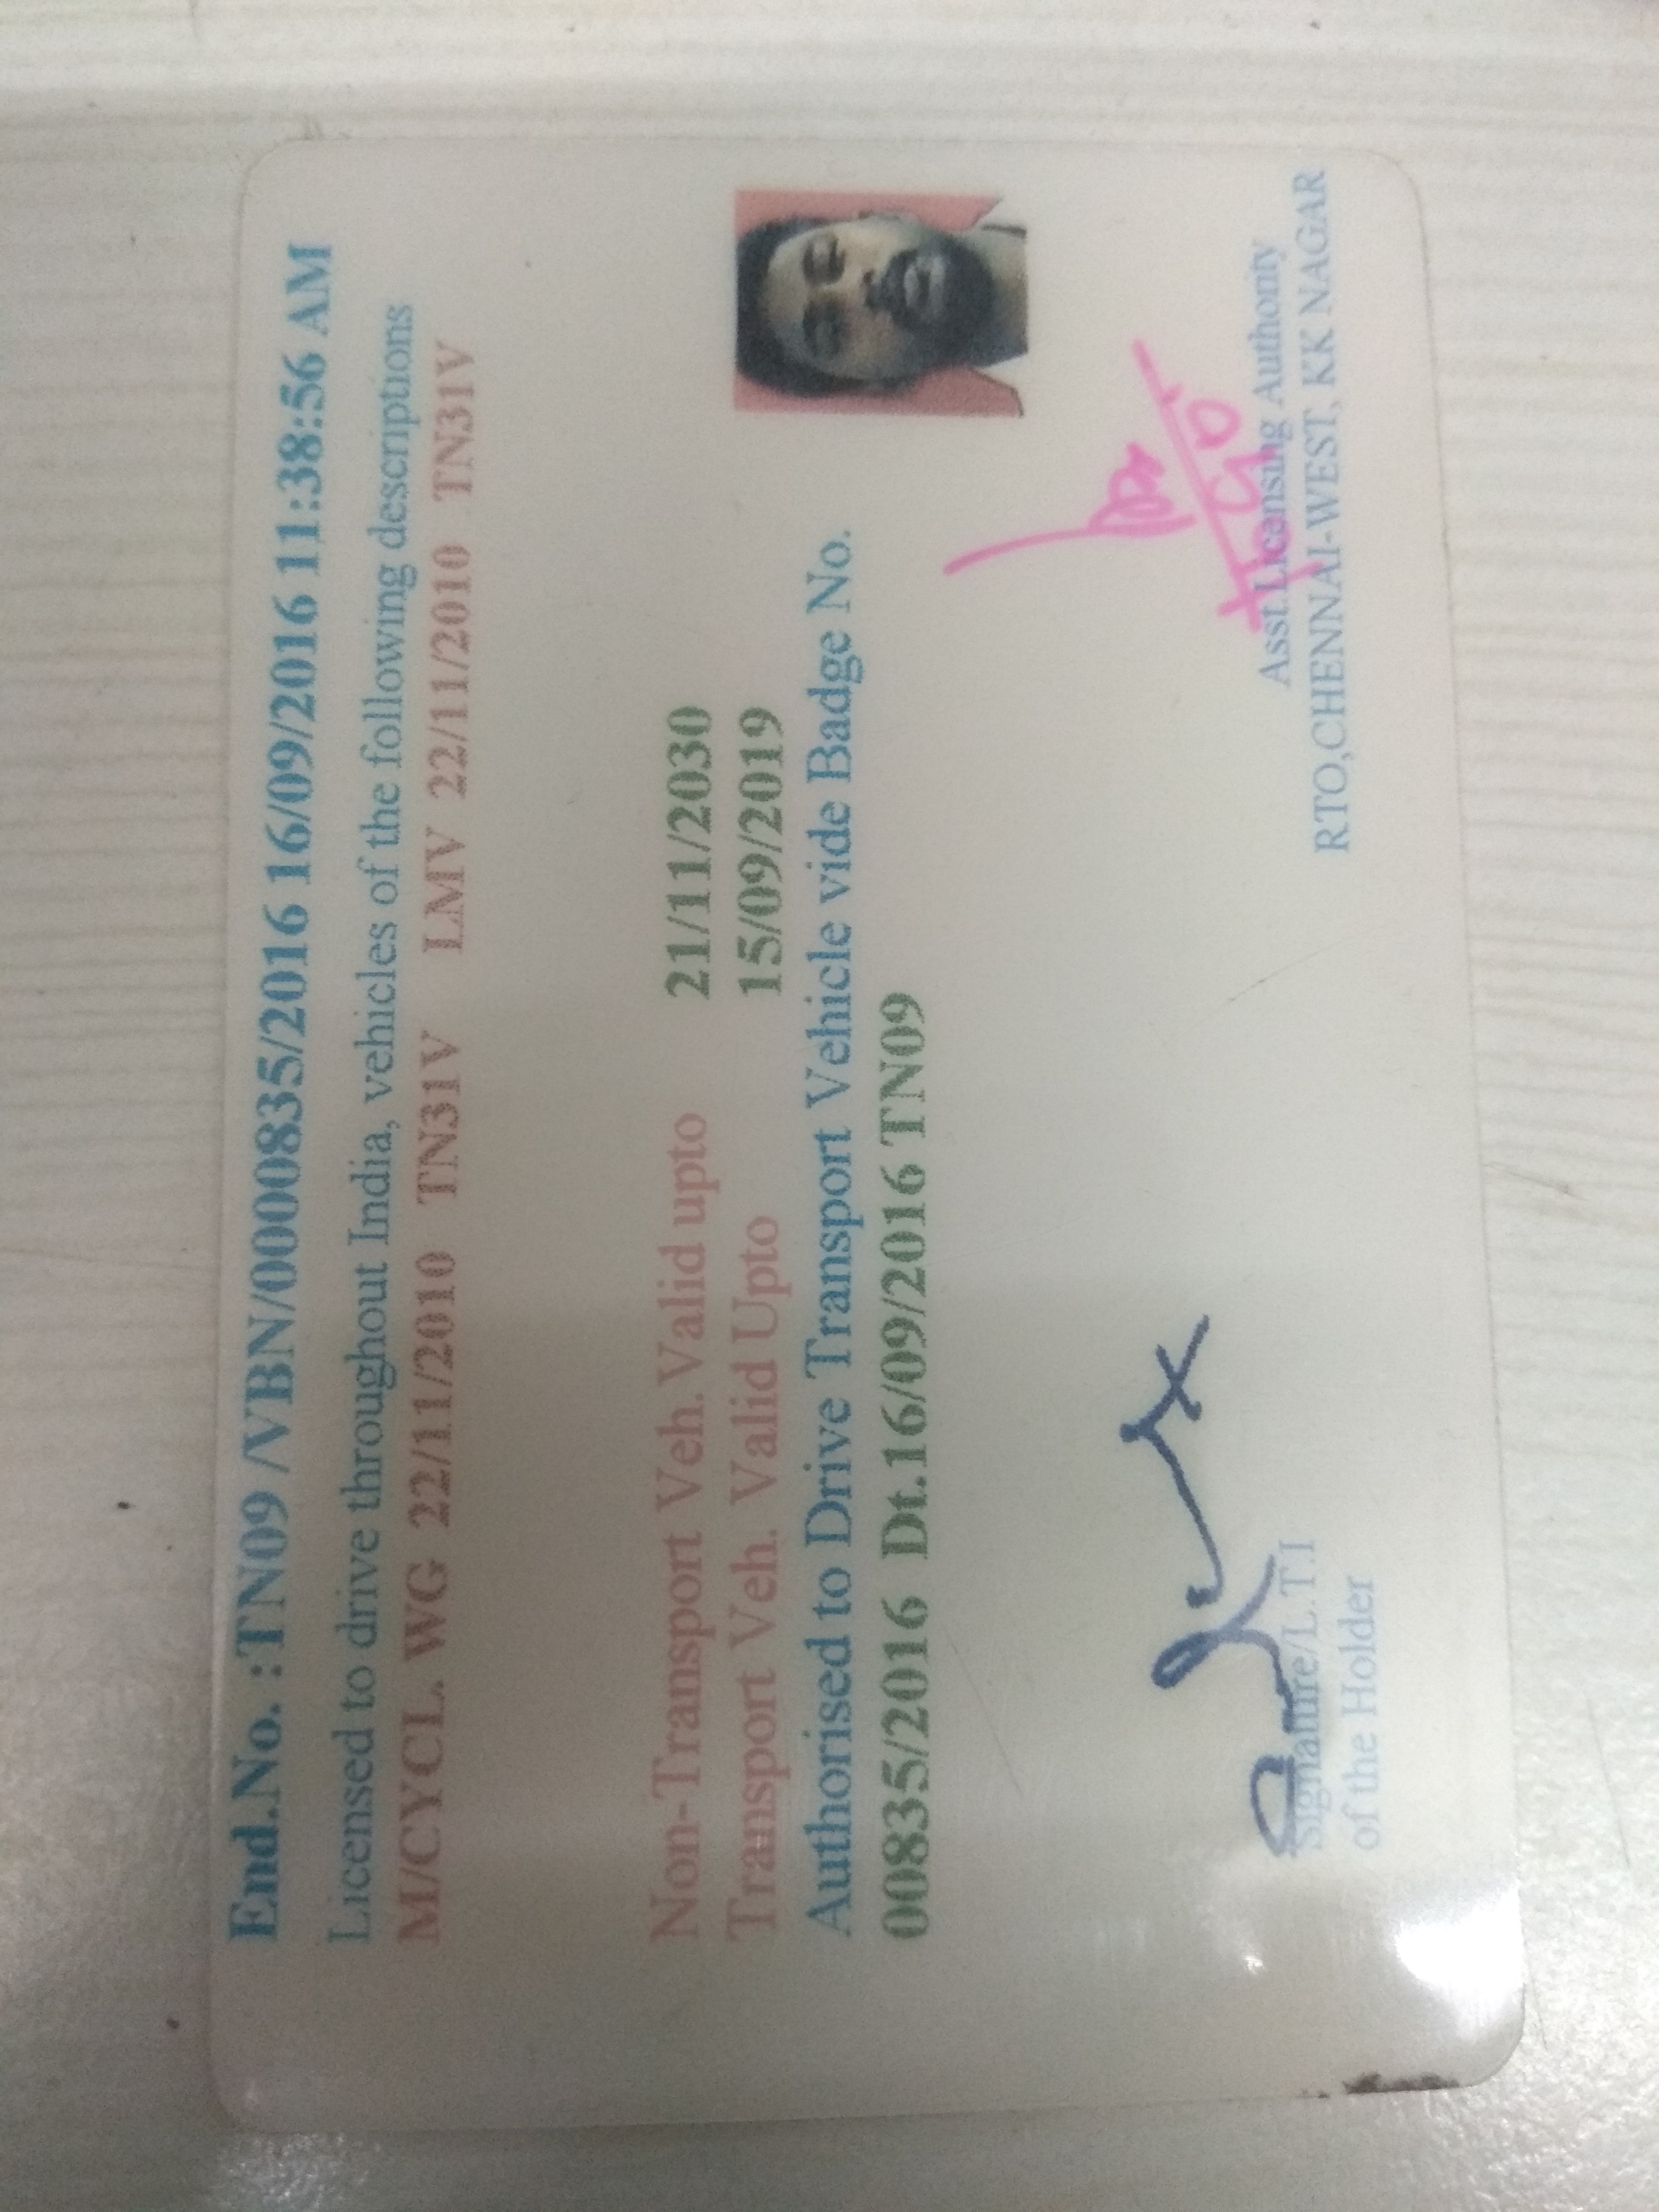 End.No. :TN09 /VBN/0000835/2016 16/09/2016 11:38:56 AM
Licensed to drive throughout India, vehicles of the following descriptions
M/CYCL. WG 22/11/2010 TN31V LMV 22/11/2010 TN31V
Non-Transport Veh. Valid upto 21/11/2030
Transport Veh. Valid Upto 15/09/2019
Authorised to Drive Transport Vehicle vide Badge No.
00835/2016 Dt.16/09/2016 TN09
Signature/L.T.I
of the Holder
Asst.Licensing Authority
RTO,CHENNAI-WEST, KK NAGAR